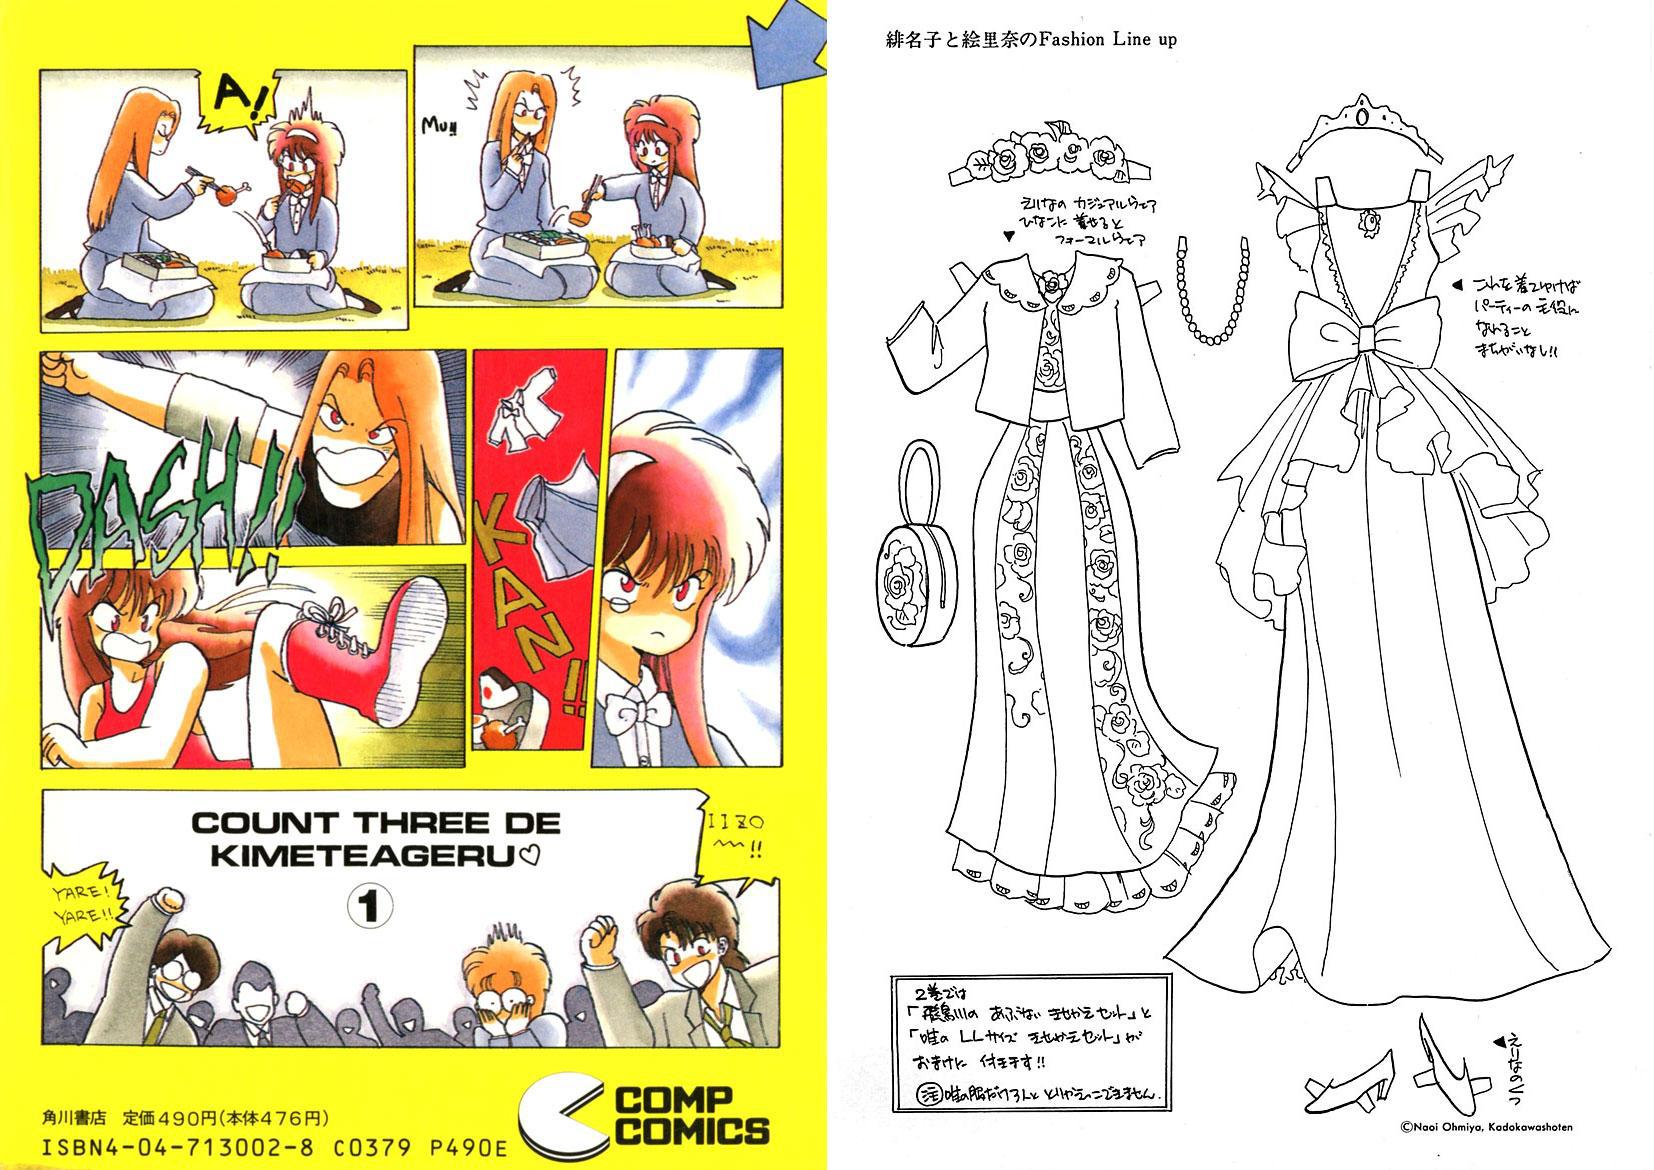 A!
Mu!!
DASH!!
KAN!!
COUNT THREE DE
KIMETEAGERU♡
1
IIZO
〜!!
YARE!
YARE!!
角川書店　定価490円(本体476円)
ISBN4-04-713002-8 C0379 P490E
COMP
COMICS
緋名子と絵里奈のFashion Line up
えりなの カジュアルウェア
ひなこに 着せると
フォーマルウェア
これを着てゆけば
パーティーの主役に
なれること
まちがいなし!!
2巻では
「飛鳥川の あぶない きせかえセット」と
「唯の LLサイズ きせかえセット」が
おまけに 付きます!!
注 唯の服だけ3人と とりかえっこできません.
えりなのくつ
©Naoi Ohmiya, Kadokawashoten